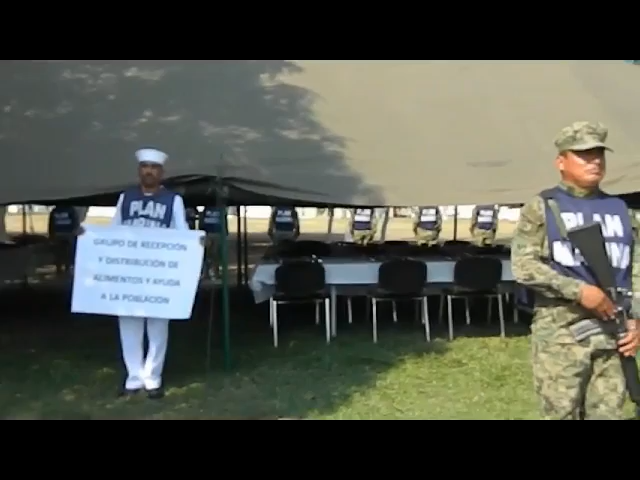 PLAN
GRUPO DE RECEPCIÓN
Y DISTRIBUCIÓN DE
ALIMENTOS Y AYUDA
A LA POBLACIÓN
PLAN
MARINA